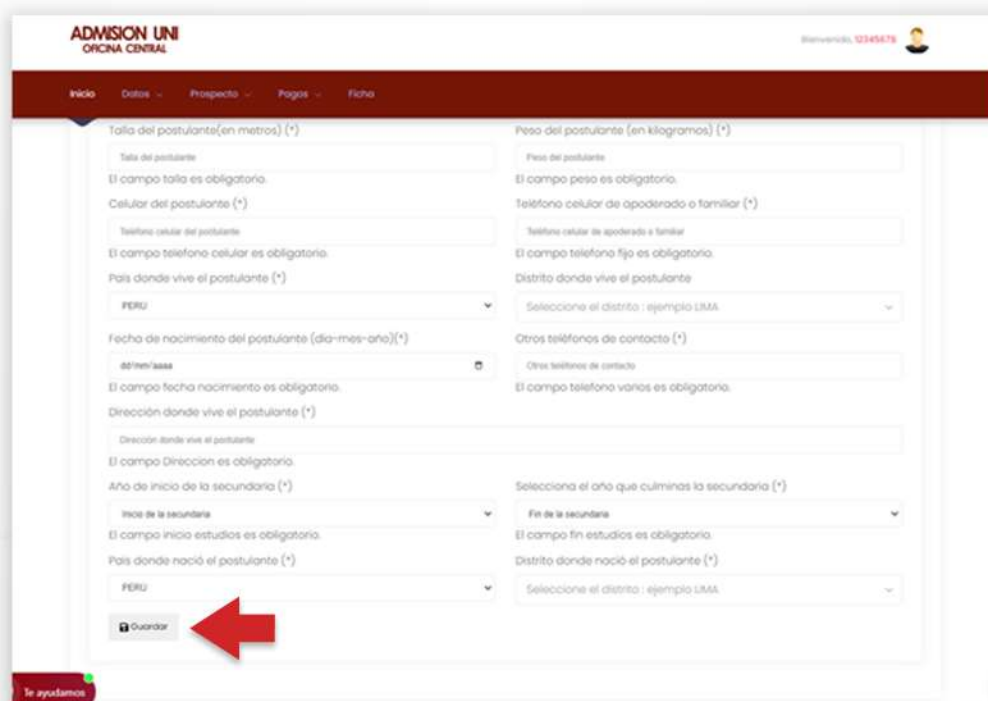 ADMISION UNI
OFICINA CENTRAL
Bienvenido, 12345678
Inicio Datos Prospecto Pagos Ficha
Talla del postulante(en metros) (*) Peso del postulante (en kilogramos) (*)
Talla del postulante Peso del postulante
El campo talla es obligatorio. El campo peso es obligatorio.
Celular del postulante (*) Teléfono celular de apoderado o familiar (*)
Teléfono celular del postulante Teléfono celular de apoderado o familiar
El campo telefono celular es obligatorio. El campo telefono fijo es obligatorio.
País donde vive el postulante (*) Distrito donde vive el postulante
PERÚ Seleccione el distrito : ejemplo LIMA
Fecha de nacimiento del postulante (día-mes-año)(*) Otros teléfonos de contacto (*)
dd/mm/aaaa Otros teléfonos de contacto
El campo fecha nacimiento es obligatorio. El campo telefono varios es obligatorio.
Dirección donde vive el postulante (*)
Dirección donde vive el postulante
El campo Direccion es obligatorio.
Año de inicio de la secundaria (*) Selecciona el año que culminas la secundaria (*)
Inicio de la secundaria Fin de la secundaria
El campo inicio estudios es obligatorio. El campo fin estudios es obligatorio.
País donde nació el postulante (*) Distrito donde nació el postulante (*)
PERÚ Seleccione el distrito : ejemplo LIMA
Guardar
Te ayudamos